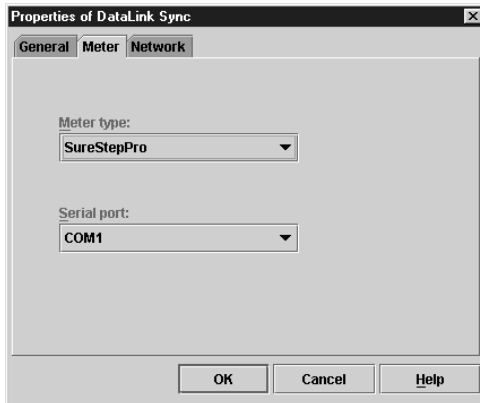 Properties of DataLink Sync
General Meter Network
Meter type:
SureStepPro
Serial port:
COM1
OK Cancel Help